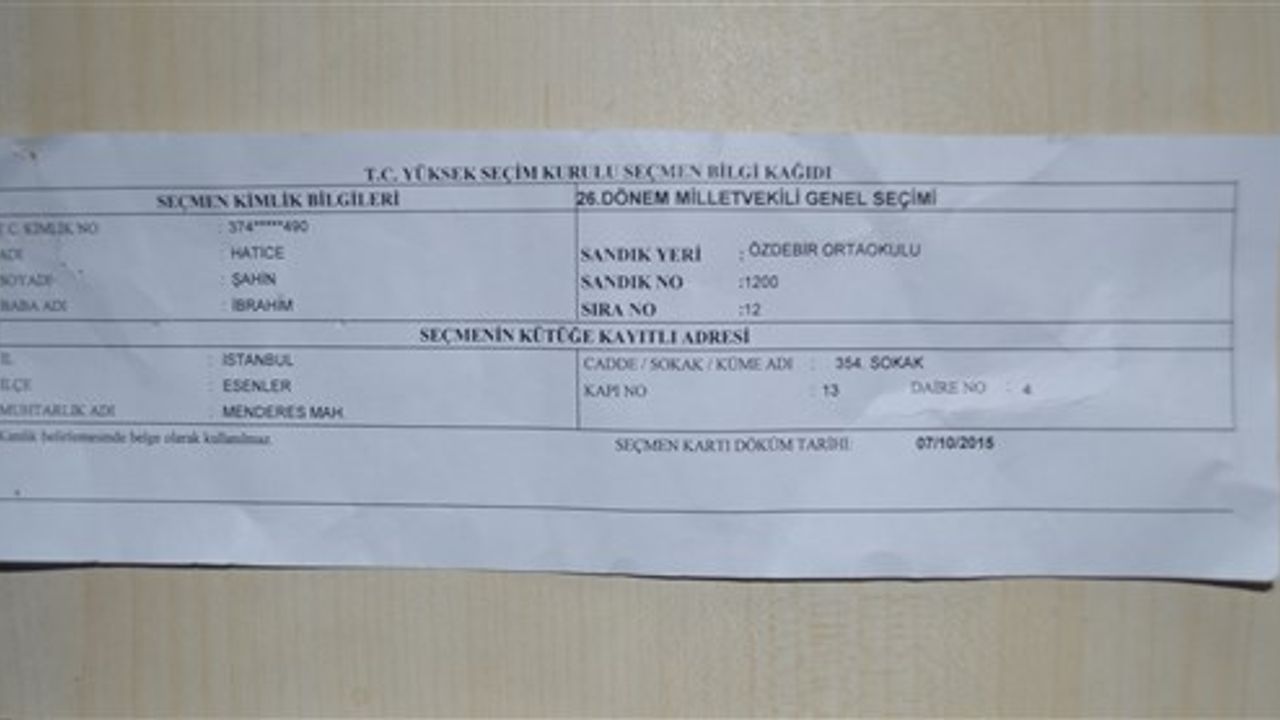 T.C. YÜKSEK SEÇİM KURULU SEÇMEN BİLGİ KAĞIDI
SEÇMEN KİMLİK BİLGİLERİ 26.DÖNEM MİLLETVEKİLİ GENEL SEÇİMİ
T.C. KİMLİK NO : 374*****490
ADI : HATİCE SANDIK YERİ : ÖZDEBİR ORTAOKULU
SOYADI : ŞAHİN SANDIK NO :1200
BABA ADI : İBRAHİM SIRA NO :12
SEÇMENİN KÜTÜĞE KAYITLI ADRESİ
İL : İSTANBUL CADDE / SOKAK / KÜME ADI : 354. SOKAK
İLÇE : ESENLER KAPI NO : 13 DAİRE NO : 4
MUHTARLIK ADI : MENDERES MAH.
Kimlik belirlemesinde belge olarak kullanılmaz. SEÇMEN KARTI DÖKÜM TARİHİ: 07/10/2015